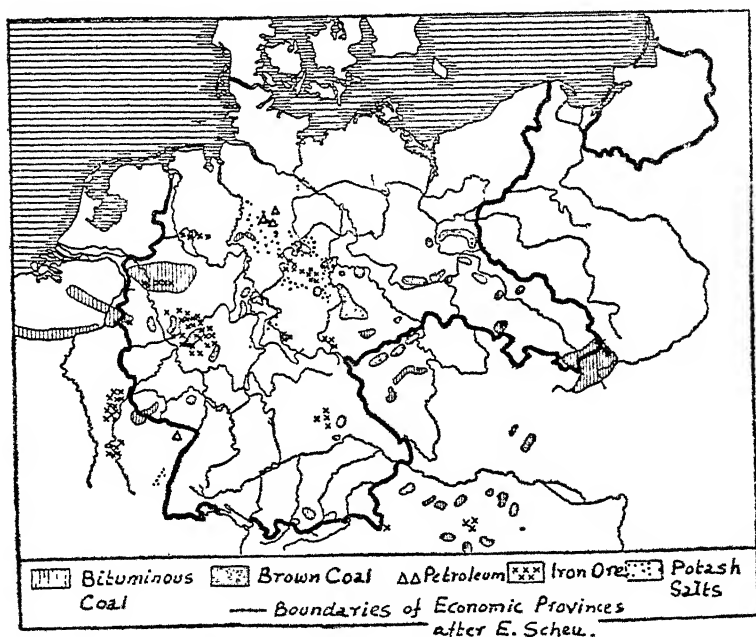 Bituminous Coal
Brown Coal
Petroleum
Iron Ore
Potash Salts
Boundaries of Economic Provinces
after E. Scheu.